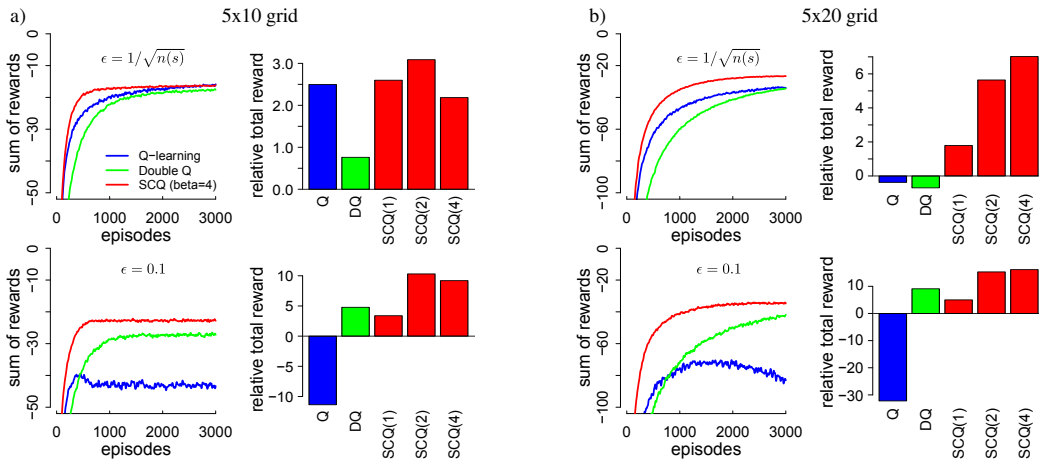 a)
5x10 grid
sum of rewards
0
−10
−30
−50
ϵ = 1/√n(s)
Q−learning
Double Q
SCQ (beta=4)
0 1000 2000 3000
episodes
relative total reward
3.0
2.0
1.0
0.0
Q
DQ
SCQ(1)
SCQ(2)
SCQ(4)
sum of rewards
0
−10
−30
−50
ϵ = 0.1
0 1000 2000 3000
episodes
relative total reward
10
5
0
−10
Q
DQ
SCQ(1)
SCQ(2)
SCQ(4)
b)
5x20 grid
sum of rewards
0
−20
−60
−100
ϵ = 1/√n(s)
0 1000 2000 3000
episodes
relative total reward
6
4
2
0
Q
DQ
SCQ(1)
SCQ(2)
SCQ(4)
sum of rewards
0
−20
−60
−100
ϵ = 0.1
0 1000 2000 3000
episodes
relative total reward
10
0
−10
−20
−30
Q
DQ
SCQ(1)
SCQ(2)
SCQ(4)